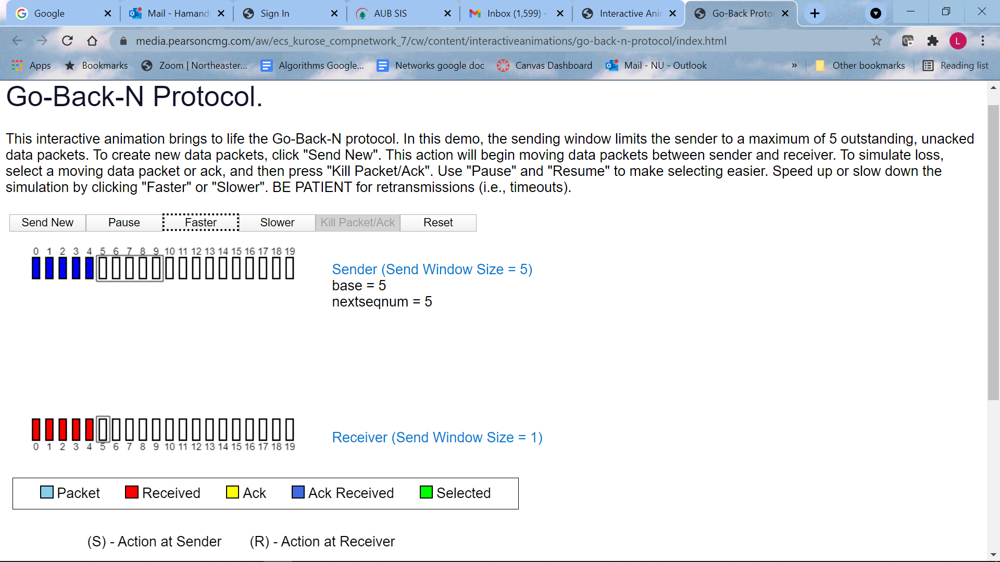 Google
Mail - Hamandi
Sign In
AUB SIS
Inbox (1,599) -
Interactive Ani
Go-Back Proto
media.pearsoncmg.com/aw/ecs_kurose_compnetwork_7/cw/content/interactiveanimations/go-back-n-protocol/index.html
L
Apps
Bookmarks
Zoom | Northeaster...
Algorithms Google...
Networks google doc
Canvas Dashboard
Mail - NU - Outlook
»
Other bookmarks
Reading list
Go-Back-N Protocol.
This interactive animation brings to life the Go-Back-N protocol. In this demo, the sending window limits the sender to a maximum of 5 outstanding, unacked
data packets. To create new data packets, click "Send New". This action will begin moving data packets between sender and receiver. To simulate loss,
select a moving data packet or ack, and then press "Kill Packet/Ack". Use "Pause" and "Resume" to make selecting easier. Speed up or slow down the
simulation by clicking "Faster" or "Slower". BE PATIENT for retransmissions (i.e., timeouts).
Send New Pause Faster Slower Kill Packet/Ack Reset
0 1 2 3 4 5 6 7 8 9 10 11 12 13 14 15 16 17 18 19
Sender (Send Window Size = 5)
base = 5
nextseqnum = 5
Receiver (Send Window Size = 1)
0 1 2 3 4 5 6 7 8 9 10 11 12 13 14 15 16 17 18 19
Packet Received Ack Ack Received Selected
(S) - Action at Sender (R) - Action at Receiver